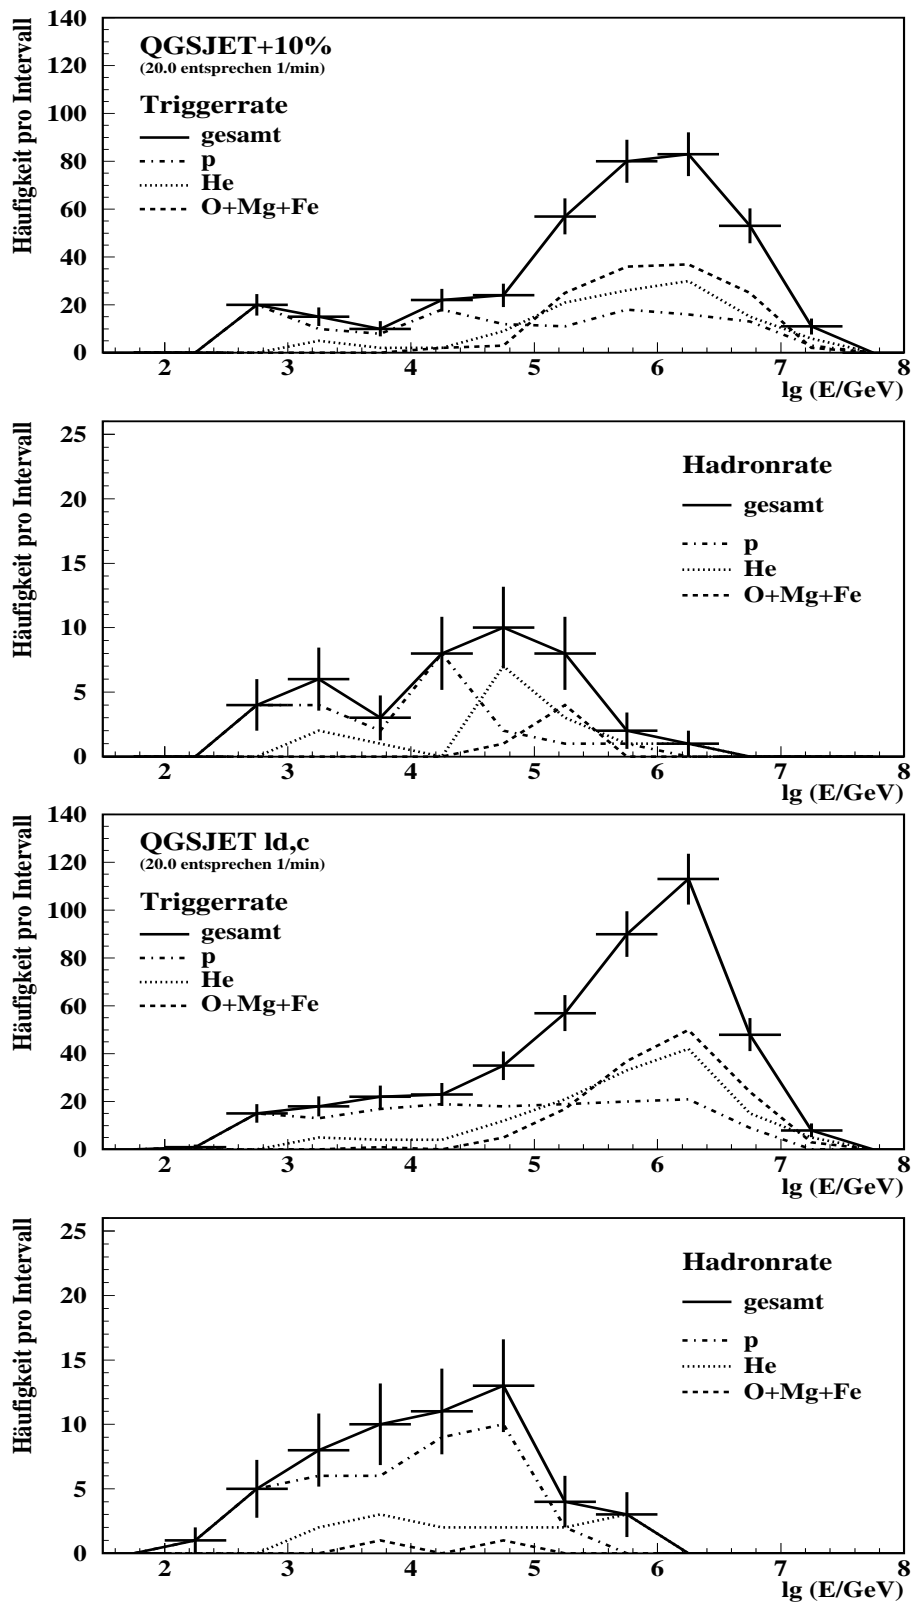 Häufigkeit pro Intervall
140
120
100
80
60
40
20
0
QGSJET+10%
(20.0 entsprechen 1/min)
Triggerrate
gesamt
p
He
O+Mg+Fe
2 3 4 5 6 7 8
lg (E/GeV)
Häufigkeit pro Intervall
25
20
15
10
5
0
Hadronrate
gesamt
p
He
O+Mg+Fe
2 3 4 5 6 7 8
lg (E/GeV)
Häufigkeit pro Intervall
140
120
100
80
60
40
20
0
QGSJET ld,c
(20.0 entsprechen 1/min)
Triggerrate
gesamt
p
He
O+Mg+Fe
2 3 4 5 6 7 8
lg (E/GeV)
Häufigkeit pro Intervall
25
20
15
10
5
0
Hadronrate
gesamt
p
He
O+Mg+Fe
2 3 4 5 6 7 8
lg (E/GeV)